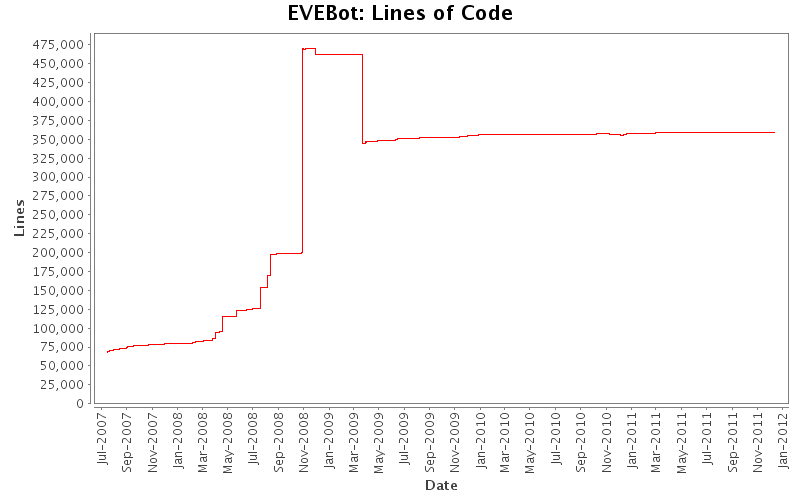 EVEBot: Lines of Code
Lines
475,000
450,000
425,000
400,000
375,000
350,000
325,000
300,000
275,000
250,000
225,000
200,000
175,000
150,000
125,000
100,000
75,000
50,000
25,000
0
Jul-2007
Sep-2007
Nov-2007
Jan-2008
Mar-2008
May-2008
Jul-2008
Sep-2008
Nov-2008
Jan-2009
Mar-2009
May-2009
Jul-2009
Sep-2009
Nov-2009
Jan-2010
Mar-2010
May-2010
Jul-2010
Sep-2010
Nov-2010
Jan-2011
Mar-2011
May-2011
Jul-2011
Sep-2011
Nov-2011
Jan-2012
Date